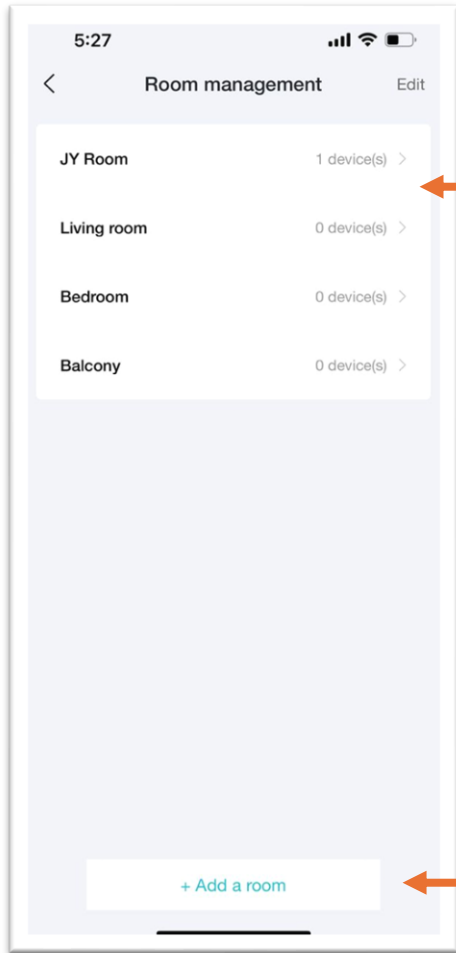 5:27
Room management Edit
JY Room 1 device(s)
Living room 0 device(s)
Bedroom 0 device(s)
Balcony 0 device(s)
+ Add a room